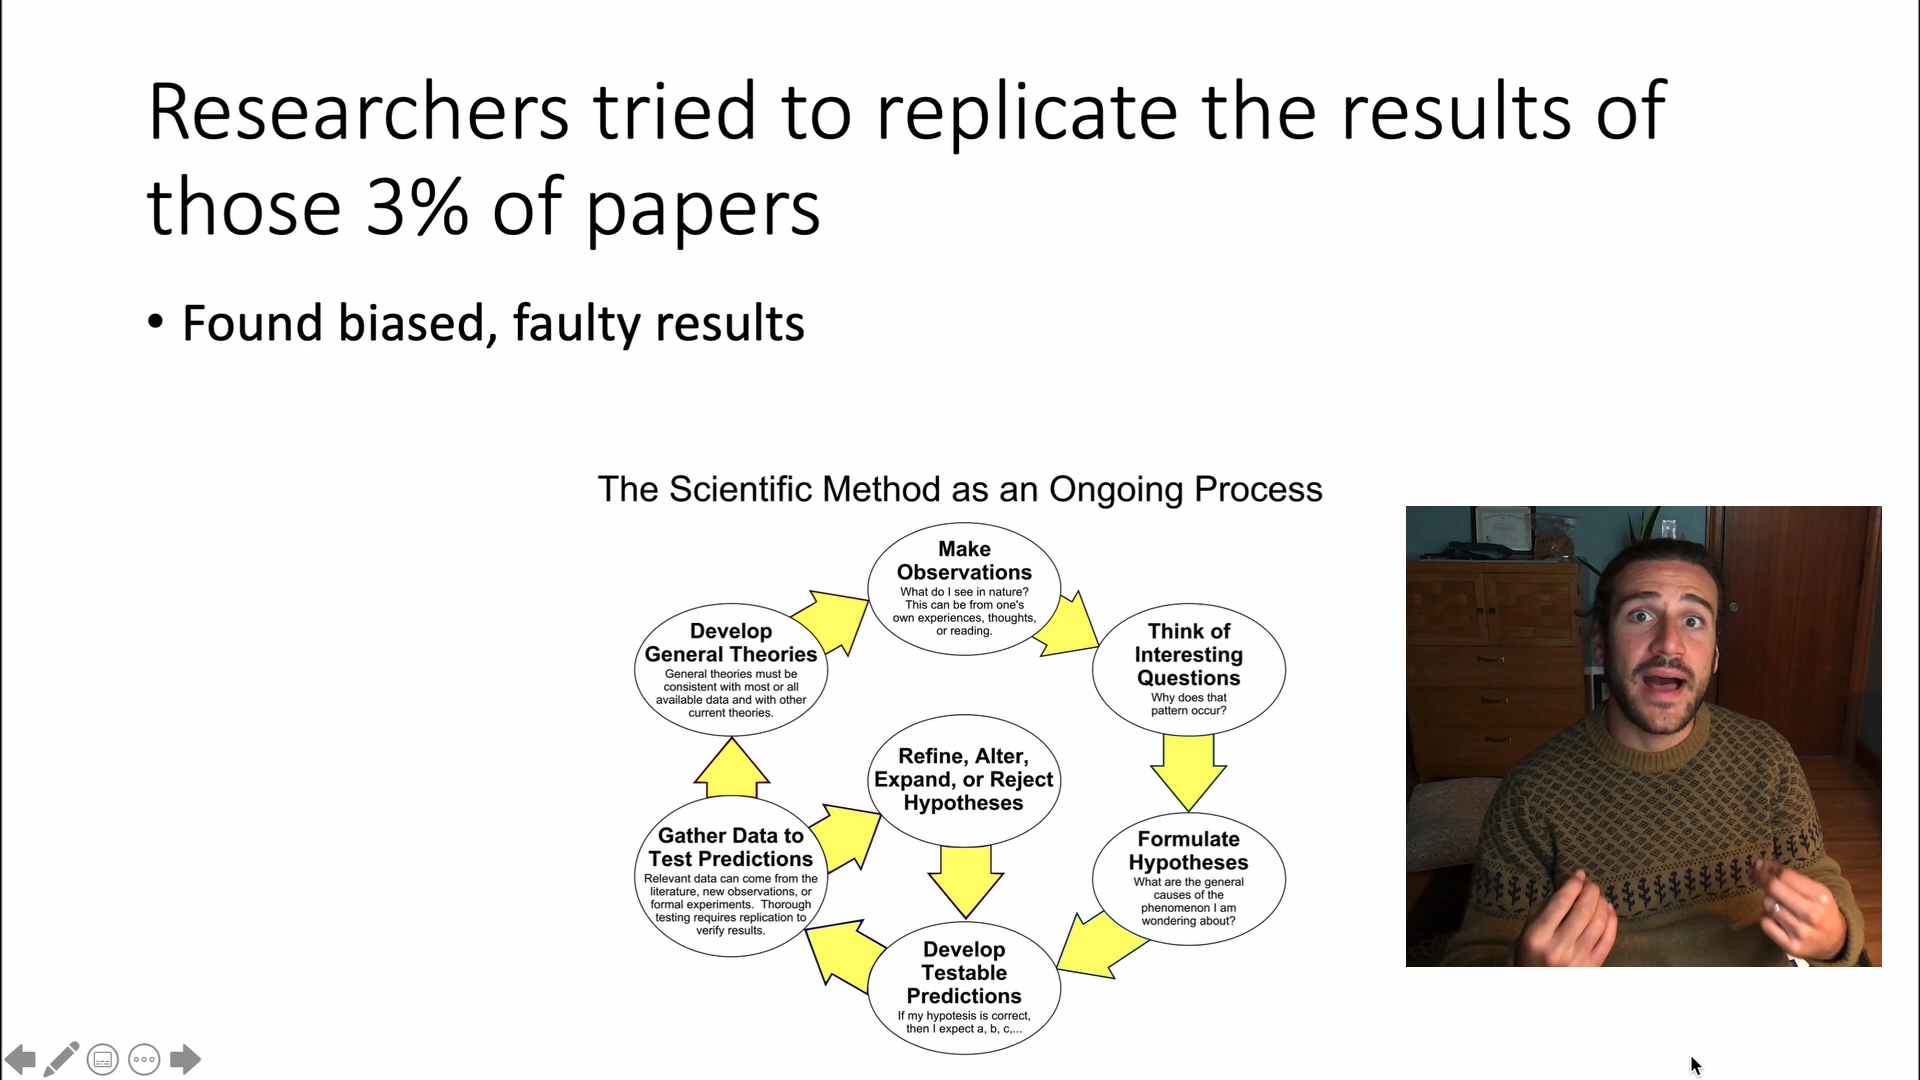 Researchers tried to replicate the results of
those 3% of papers
• Found biased, faulty results
The Scientific Method as an Ongoing Process
Make
Observations
What do I see in nature?
This can be from one's
own experiences, thoughts,
or reading.
Think of
Interesting
Questions
Why does that
pattern occur?
Formulate
Hypotheses
What are the general
causes of the
phenomenon I am
wondering about?
Develop
Testable
Predictions
If my hypotesis is correct,
then I expect a, b, c,...
Gather Data to
Test Predictions
Relevant data can come from the
literature, new observations, or
formal experiments. Thorough
testing requires replication to
verify results.
Refine, Alter,
Expand, or Reject
Hypotheses
Develop
General Theories
General theories must be
consistent with most or all
available data and with other
current theories.